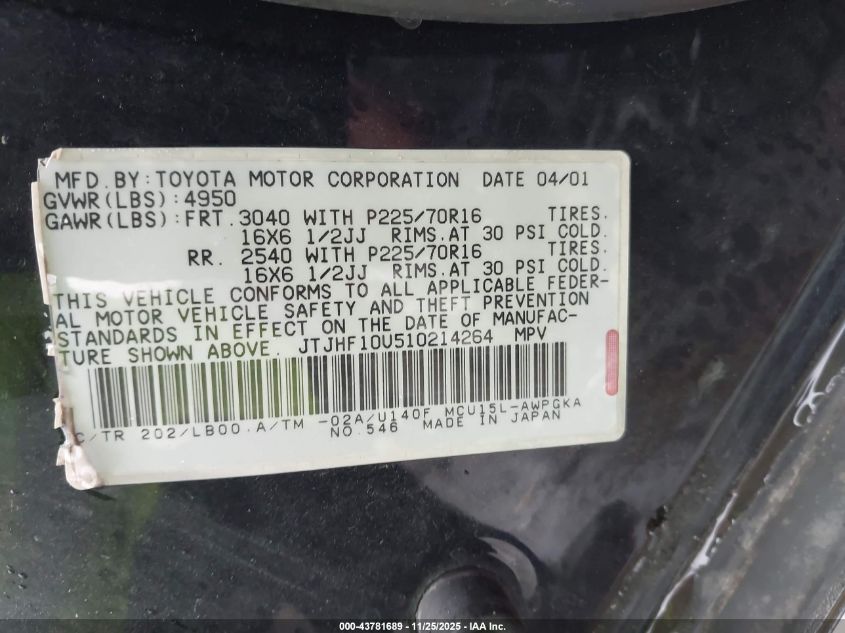 MFD. BY: TOYOTA MOTOR CORPORATION DATE 04/01
GVWR(LBS): 4950
GAWR(LBS): FRT. 3040 WITH P225/70R16 TIRES.
16X6 1/2JJ RIMS. AT 30 PSI COLD.
RR. 2540 WITH P225/70R16 TIRES.
16X6 1/2JJ RIMS. AT 30 PSI COLD.
THIS VEHICLE CONFORMS TO ALL APPLICABLE FEDER-
AL MOTOR VEHICLE SAFETY AND THEFT PREVENTION
STANDARDS IN EFFECT ON THE DATE OF MANUFAC-
TURE SHOWN ABOVE. JTJHF10U510214264 MPV
C/TR 202/LB00. A/TM -02A/U140F MCU15L-AWPGKA
NO. 546 MADE IN JAPAN
000-43781689 - 11/25/2025 - IAA Inc.